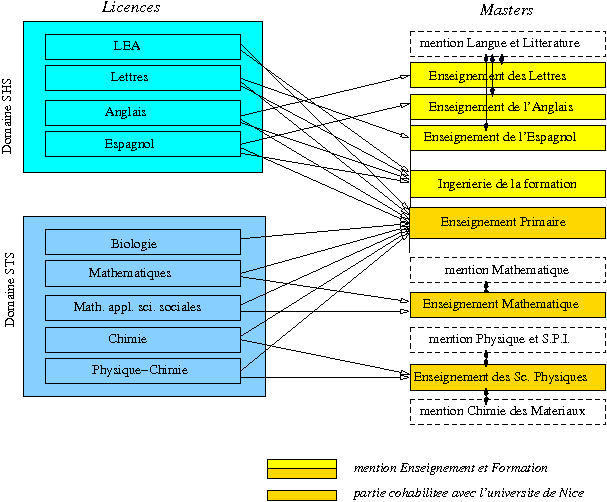 Licences
Masters
Domaine SHS
LEA
Lettres
Anglais
Espagnol
mention Langue et Litterature
Enseignement des Lettres
Enseignement de l'Anglais
Enseignement de l'Espagnol
Ingenierie de la formation
Enseignement Primaire
Domaine STS
Biologie
Mathematiques
Math. appl. sci. sociales
Chimie
Physique-Chimie
mention Mathematique
Enseignement Mathematique
mention Physique et S.P.I.
Enseignement des Sc. Physiques
mention Chimie des Materiaux
mention Enseignement et Formation
partie cohabilitee avec l'universite de Nice